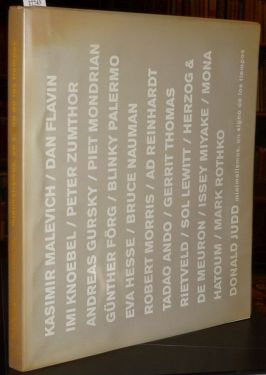 KASIMIR MALEVICH / DAN FLAVIN
IMI KNOEBEL / PETER ZUMTHOR
ANDREAS GURSKY / PIET MONDRIAN
GÜNTHER FÖRG / BLINKY PALERMO
EVA HESSE / BRUCE NAUMAN
ROBERT MORRIS / AD REINHARDT
TADAO ANDO / GERRIT THOMAS
RIETVELD / SOL LEWITT / HERZOG &
DE MEURON / ISSEY MIYAKE / MONA
HATOUM / MARK ROTHKO
DONALD JUDD minimalismos, un signo de los tiempos